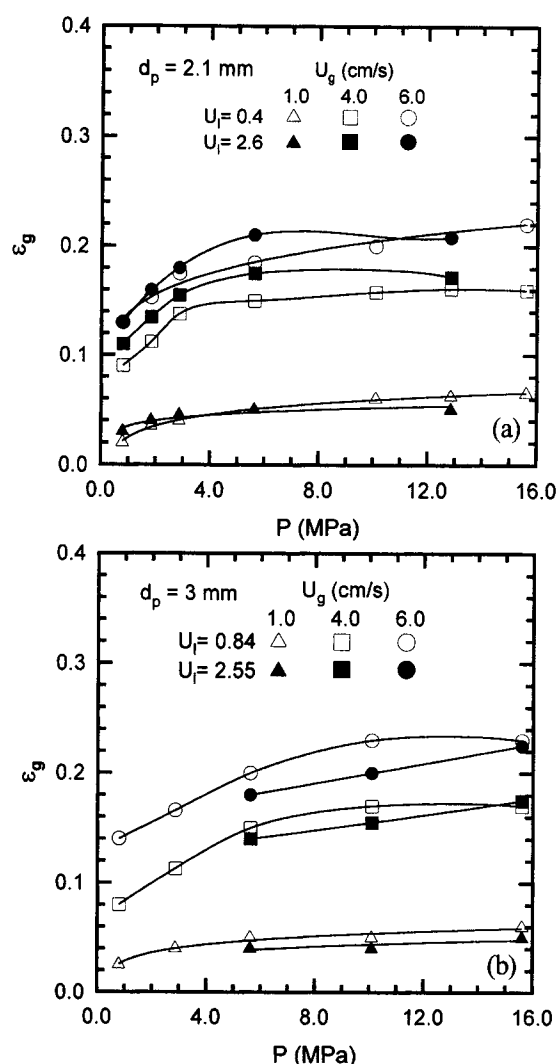 0.4
d_p = 2.1 mm
U_g (cm/s)
1.0 4.0 6.0
U_l= 0.4 △ □ ○
U_l= 2.6 ▲ ■ ●
0.3
ε_g
0.2
0.1
(a)
0.0
0.0 4.0 8.0 12.0 16.0
P (MPa)
0.4
d_p = 3 mm
U_g (cm/s)
1.0 4.0 6.0
U_l= 0.84 △ □ ○
U_l= 2.55 ▲ ■ ●
0.3
ε_g
0.2
0.1
(b)
0.0
0.0 4.0 8.0 12.0 16.0
P (MPa)